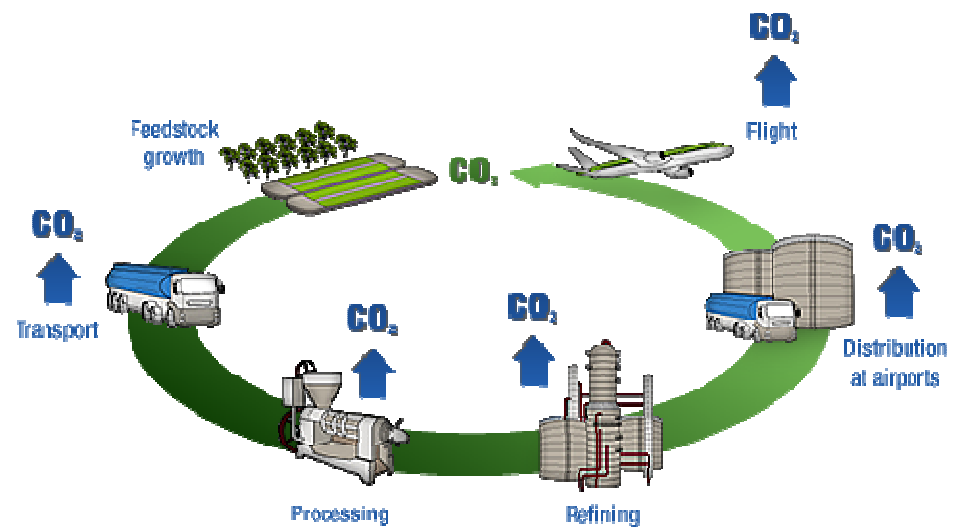 CO₂
Flight
Feedstock
growth
CO₂
CO₂
Transport
CO₂
CO₂
CO₂
Distribution
at airports
Processing
Refining